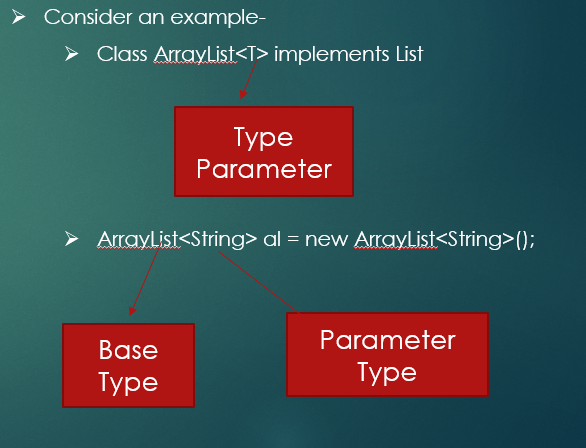 Consider an example-
Class ArrayList<T> implements List
Type
Parameter
ArrayList<String> al = new ArrayList<String>();
Base
Type
Parameter
Type